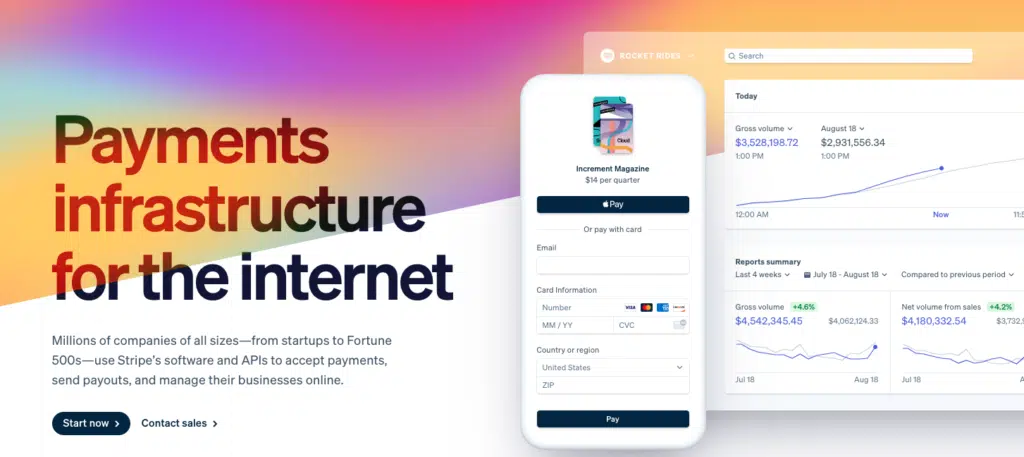 Payments
infrastructure
for the internet
Millions of companies of all sizes—from startups to Fortune
500s—use Stripe's software and APIs to accept payments,
send payouts, and manage their businesses online.
Start now
Contact sales
Cloud
Increment Magazine
$14 per quarter
Pay
Or pay with card
Email
Card Information
Number
VISA
MM / YY
CVC
Country or region
United States
ZIP
Pay
ROCKET RIDES
Search
Today
Gross volume
August 18
$3,528,198.72
$2,931,556.34
1:00 PM
1:00 PM
12:00 AM
Now
11:5
Reports summary
Last 4 weeks
July 18 - August 18
Compared to previous period
Gross volume
+4.6%
$4,542,345.45
$4,062,124.33
Jul 18
Aug 18
Net volume from sales
+4.2%
$4,180,332.54
$3,732,
Jul 18
Aug